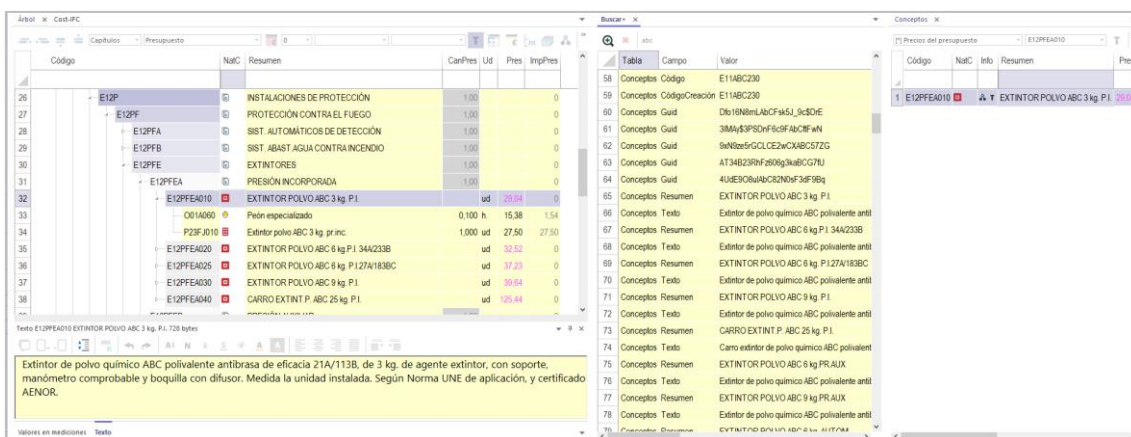 Árbol Cost-IFC
Capítulos Presupuesto 0
Código NatC Resumen CanPres Ud Pres ImpPres
26 E12P INSTALACIONES DE PROTECCIÓN 1,00 0
27 E12PF PROTECCIÓN CONTRA EL FUEGO 1,00 0
28 E12PFA SIST. AUTOMÁTICOS DE DETECCIÓN 1,00 0
29 E12PFB SIST. ABAST.AGUA CONTRA INCENDIO 1,00 0
30 E12PFE EXTINTORES 1,00 0
31 E12PFEA PRESIÓN INCORPORADA 1,00 0
32 E12PFEA010 EXTINTOR POLVO ABC 3 kg. P.I. ud 29,04 0
33 O01A060 Peón especializado 0,100 h. 15,38 1,54
34 P23FJ010 Extintor polvo ABC 3 kg. pr.inc. 1,000 ud 27,50 27,50
35 E12PFEA020 EXTINTOR POLVO ABC 6 kg.P.I. 34A/233B ud 32,52 0
36 E12PFEA025 EXTINTOR POLVO ABC 6 kg. P.I.27A/183BC ud 37,23 0
37 E12PFEA030 EXTINTOR POLVO ABC 9 kg. P.I. ud 39,64 0
38 E12PFEA040 CARRO EXTINT.P. ABC 25 kg. P.I. ud 125,44 0
Texto E12PFEA010 EXTINTOR POLVO ABC 3 kg. P.I. 728 bytes
Extintor de polvo químico ABC polivalente antibrasa de eficacia 21A/113B, de 3 kg. de agente extintor, con soporte,
manómetro comprobable y boquilla con difusor. Medida la unidad instalada. Según Norma UNE de aplicación, y certificado
AENOR.
Valores en mediciones Texto
Buscar+
abc
Tabla Campo Valor
58 Conceptos Código E11ABC230
59 Conceptos CódigoCreación E11ABC230
60 Conceptos Guid
61 Conceptos Guid
62 Conceptos Guid
63 Conceptos Guid
64 Conceptos Guid
65 Conceptos Resumen EXTINTOR POLVO ABC 3 kg. P.I.
66 Conceptos Texto Extintor de polvo químico ABC polivalente anti
67 Conceptos Resumen EXTINTOR POLVO ABC 6 kg.P.I. 34A/233B
68 Conceptos Texto Extintor de polvo químico ABC polivalente anti
69 Conceptos Resumen EXTINTOR POLVO ABC 6 kg. P.I.27A/183BC
70 Conceptos Texto Extintor de polvo químico ABC polivalente anti
71 Conceptos Resumen EXTINTOR POLVO ABC 9 kg. P.I.
72 Conceptos Texto Extintor de polvo químico ABC polivalente anti
73 Conceptos Resumen CARRO EXTINT.P. ABC 25 kg. P.I.
74 Conceptos Texto Carro extintor de polvo químico ABC polivalent
75 Conceptos Resumen EXTINTOR POLVO ABC 6 kg.PR.AUX
76 Conceptos Texto Extintor de polvo químico ABC polivalente anti
77 Conceptos Resumen EXTINTOR POLVO ABC 9 kg.PR.AUX
78 Conceptos Texto Extintor de polvo químico ABC polivalente anti
Conceptos
[*] Precios del presupuesto E12PFEA010
Código NatC Info Resumen Pre
1 E12PFEA010 EXTINTOR POLVO ABC 3 kg. P.I.